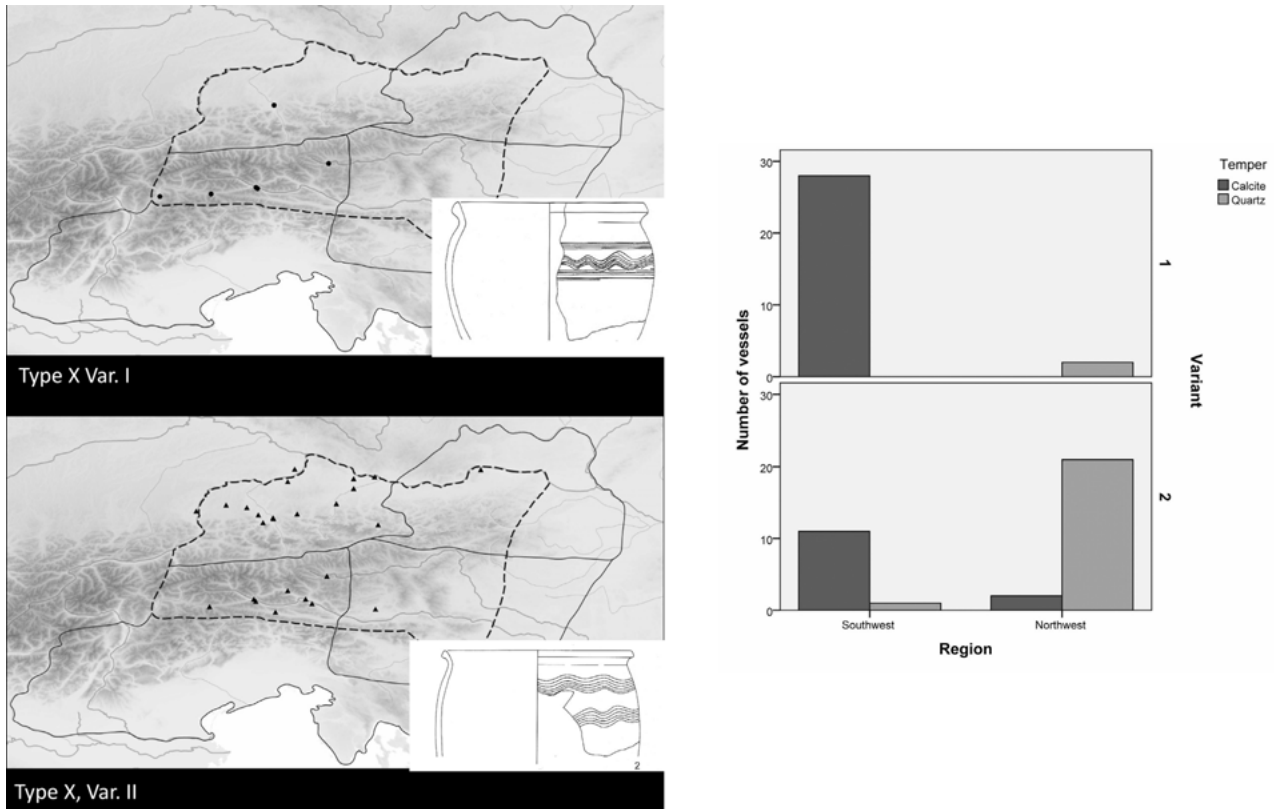 Type X Var. I
2
Type X, Var. II
Temper
Calcite
Quartz
Number of vessels
30
20
10
0
30
20
10
0
1
2
Variant
Southwest
Northwest
Region